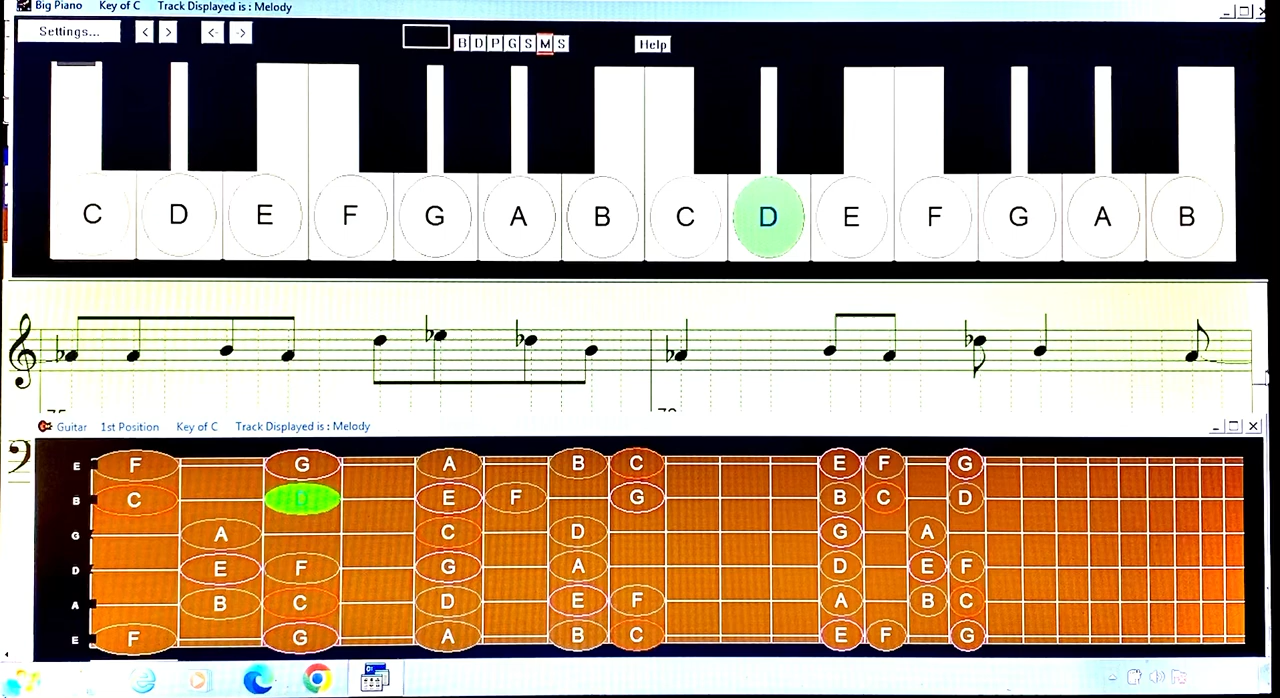 Big Piano Key of C Track Displayed is : Melody
Settings... < > <- -> B D P G S M S Help
C D E F G A B C D E F G A B
Guitar 1st Position Key of C Track Displayed is : Melody
E F G A B C E F G
B C D E F G B C D
G A C D G A
D E F G A D E F
A B C D E F A B C
E F G A B C E F G